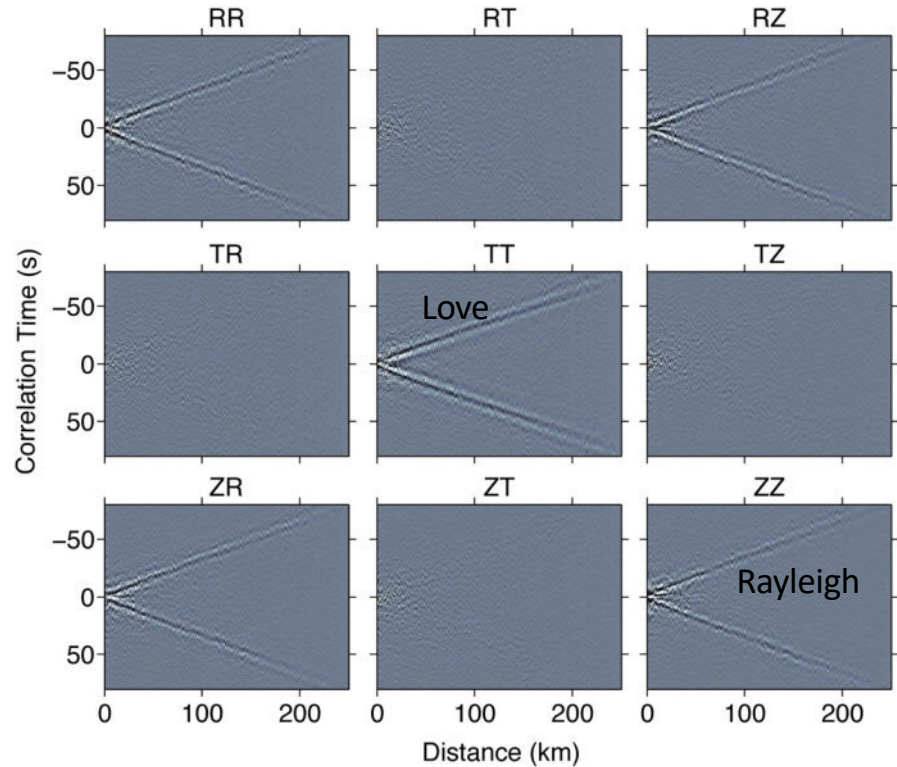 RR RT RZ
−50
0
50
TR TT TZ
Love
−50
0
50
ZR ZT ZZ
−50
0
50
Rayleigh
0 100 200 0 100 200 0 100 200
Correlation Time (s)
Distance (km)